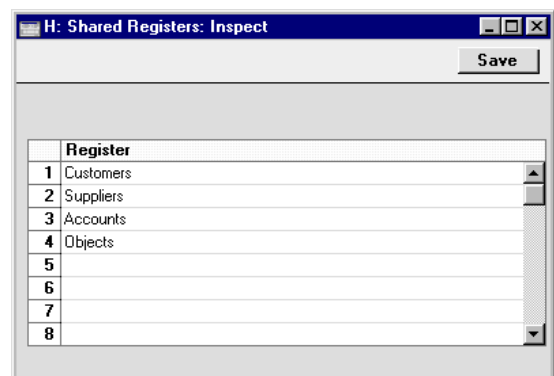 H: Shared Registers: Inspect
Save
Register
1 Customers
2 Suppliers
3 Accounts
4 Objects
5
6
7
8